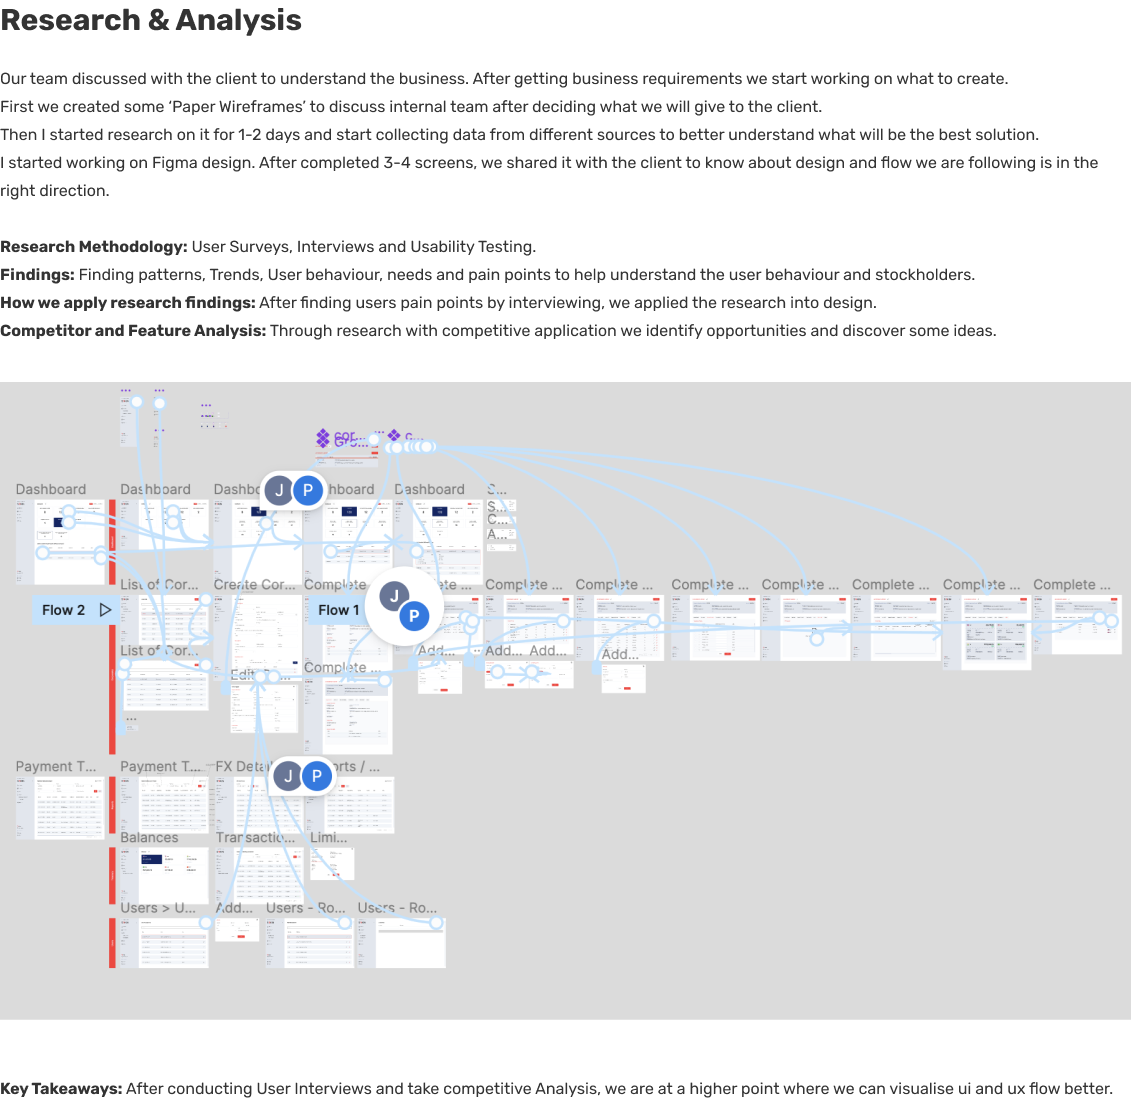 Research & Analysis
Our team discussed with the client to understand the business. After getting business requirements we start working on what to create.
First we created some ‘Paper Wireframes’ to discuss internal team after deciding what we will give to the client.
Then I started research on it for 1-2 days and start collecting data from different sources to better understand what will be the best solution.
I started working on Figma design. After completed 3-4 screens, we shared it with the client to know about design and flow we are following is in the
right direction.
Research Methodology: User Surveys, Interviews and Usability Testing.
Findings: Finding patterns, Trends, User behaviour, needs and pain points to help understand the user behaviour and stockholders.
How we apply research findings: After finding users pain points by interviewing, we applied the research into design.
Competitor and Feature Analysis: Through research with competitive application we identify opportunities and discover some ideas.
Dashboard Dashboard Dashbo J P hboard Dashboard S...
S...
C...
A...
List of Cor... Create Cor... Complete Complete ... Complete ... Complete ... Complete ... Complete ... Complete ... Complete ...
Flow 2 Flow 1 J P
List of Cor... Add... Add... Add... Add...
Complete ...
Payment T... Payment T... FX Detai J P orts / ...
Balances Transactio... Limi...
Users > U... Add... Users - Ro... Users - Ro...
Key Takeaways: After conducting User Interviews and take competitive Analysis, we are at a higher point where we can visualise ui and ux flow better.